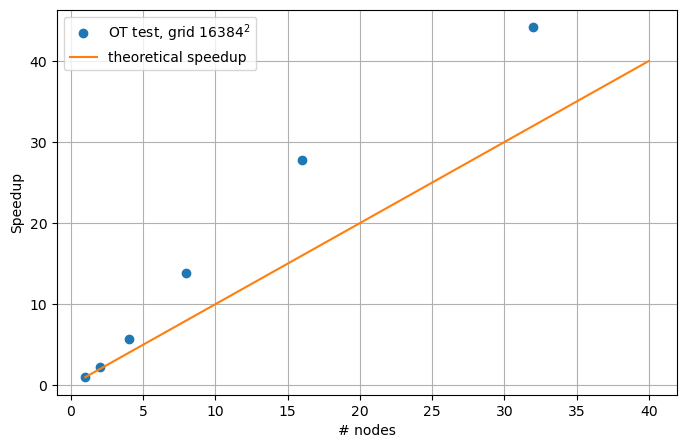 OT test, grid 16384²
theoretical speedup
Speedup
40
30
20
10
0
0 5 10 15 20 25 30 35 40
# nodes